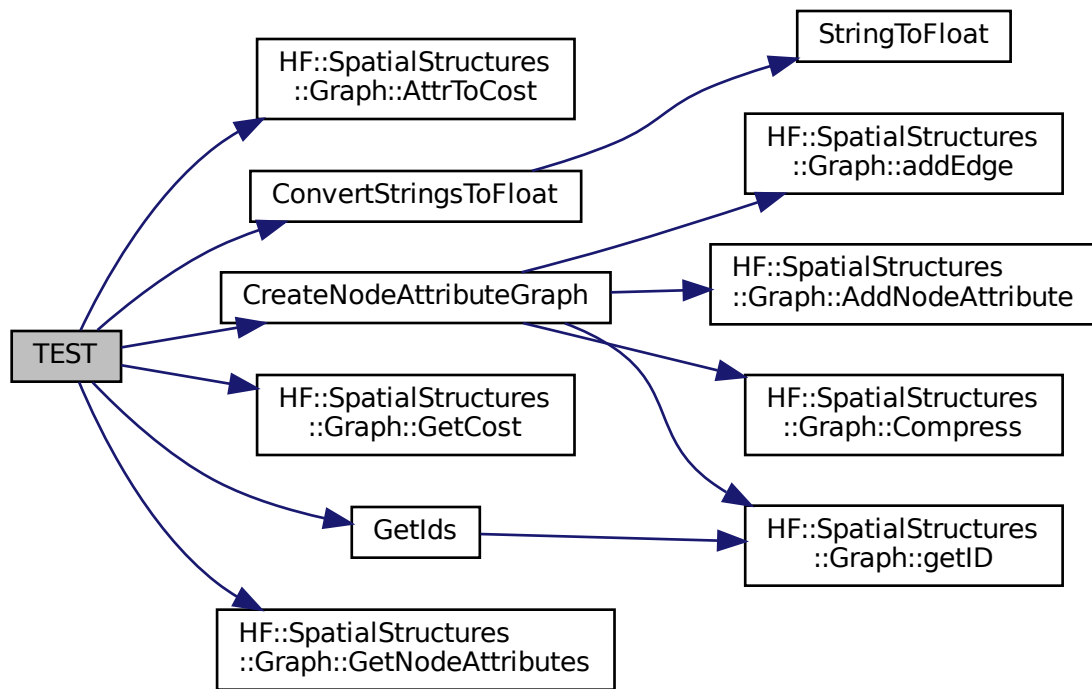 StringToFloat
HF::SpatialStructures
::Graph::AttrToCost
HF::SpatialStructures
::Graph::addEdge
ConvertStringsToFloat
HF::SpatialStructures
::Graph::AddNodeAttribute
CreateNodeAttributeGraph
TEST
HF::SpatialStructures
::Graph::GetCost
HF::SpatialStructures
::Graph::Compress
GetIds
HF::SpatialStructures
::Graph::getID
HF::SpatialStructures
::Graph::GetNodeAttributes